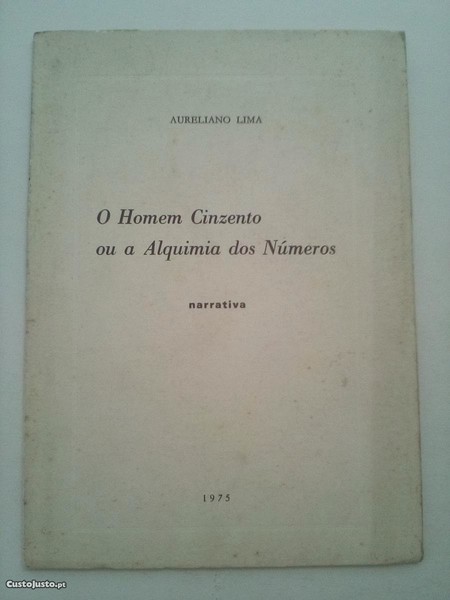 AURELIANO LIMA
O Homem Cinzento
ou a Alquimia dos Números
narrativa
1975
CustoJusto.pt